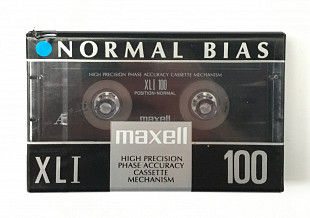 NORMAL BIAS
HIGH PRECISION PHASE ACCURACY CASSETTE MECHANISM
XLI 100
POSITION•NORMAL
maxell
XLI
HIGH PRECISION
PHASE ACCURACY
CASSETTE
MECHANISM
100